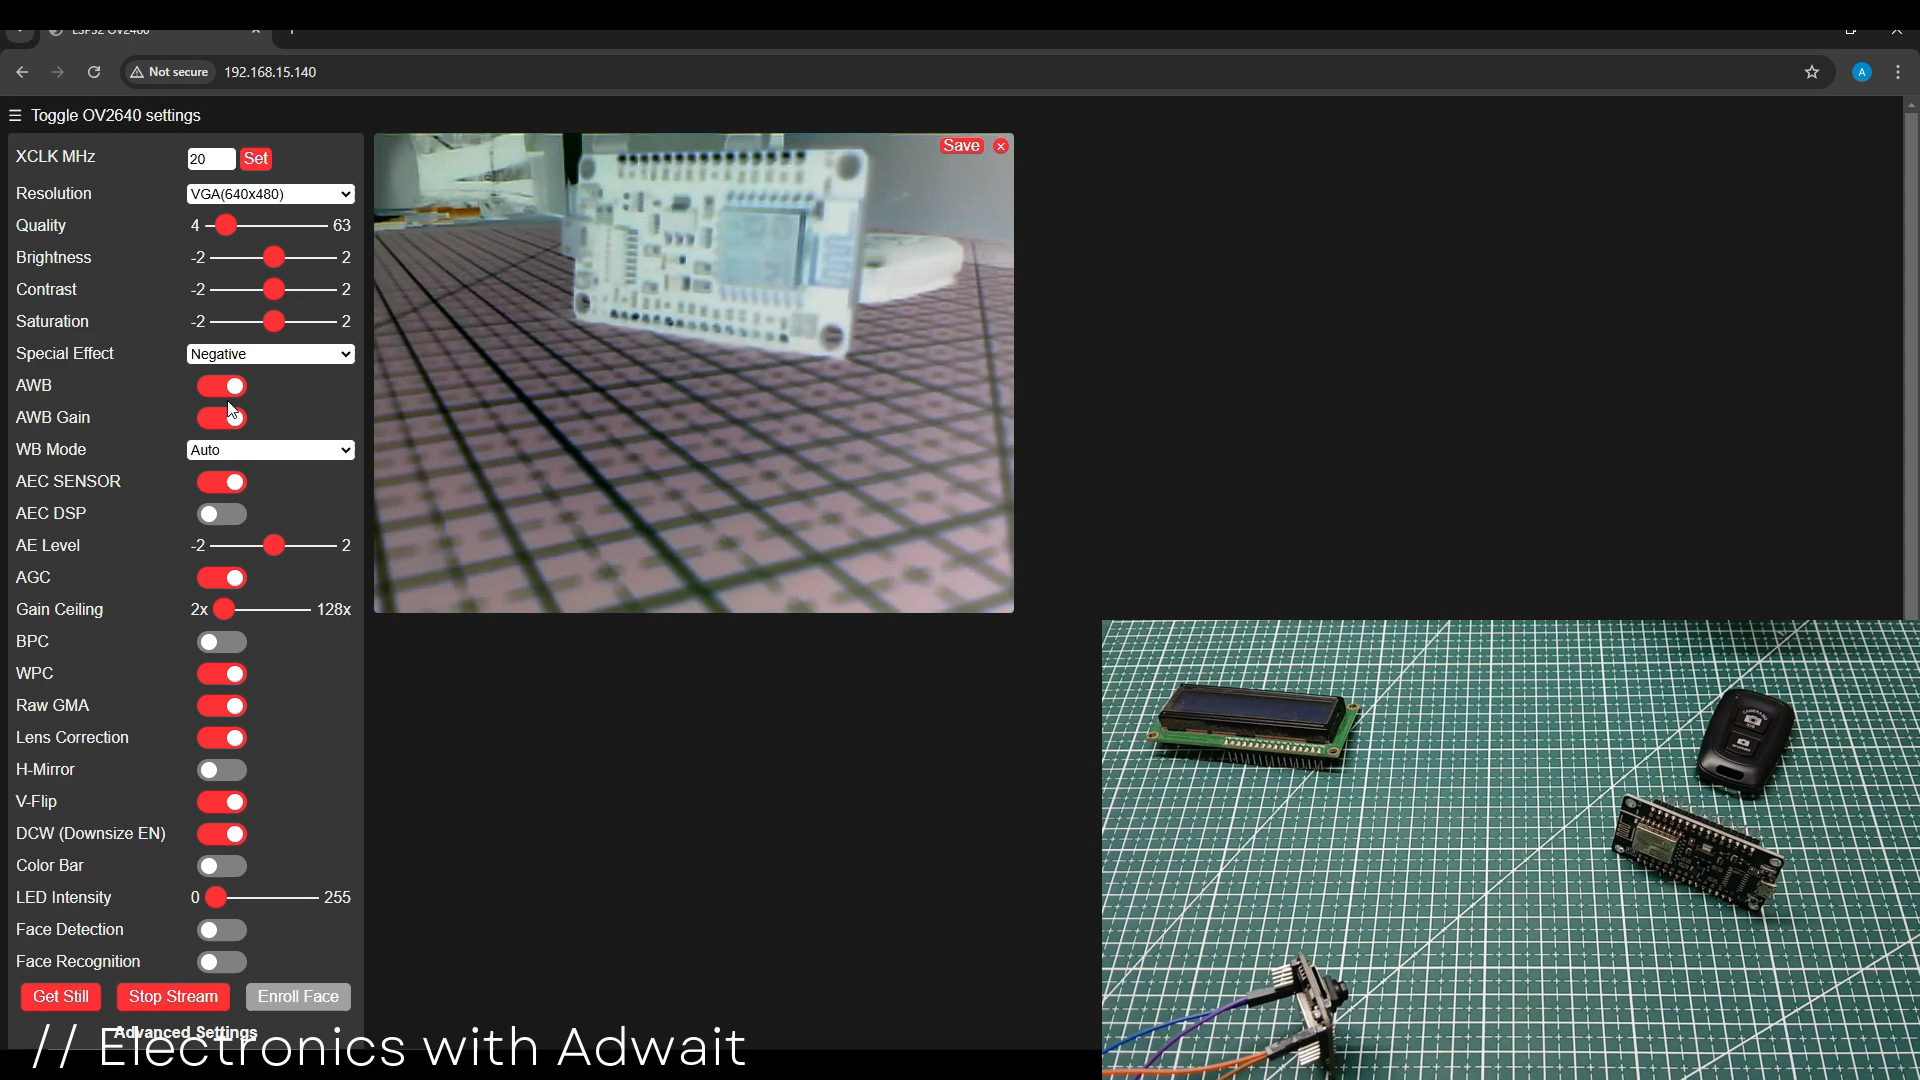 ESP32 OV2460
Not secure
192.168.15.140
A
☰ Toggle OV2640 settings
XCLK MHz 20 Set
Resolution VGA(640x480)
Quality 4 63
Brightness -2 2
Contrast -2 2
Saturation -2 2
Special Effect Negative
AWB
AWB Gain
WB Mode Auto
AEC SENSOR
AEC DSP
AE Level -2 2
AGC
Gain Ceiling 2x 128x
BPC
WPC
Raw GMA
Lens Correction
H-Mirror
V-Flip
DCW (Downsize EN)
Color Bar
LED Intensity 0 255
Face Detection
Face Recognition
Get Still Stop Stream Enroll Face
Advanced Settings
Save ×
// Electronics with Adwait